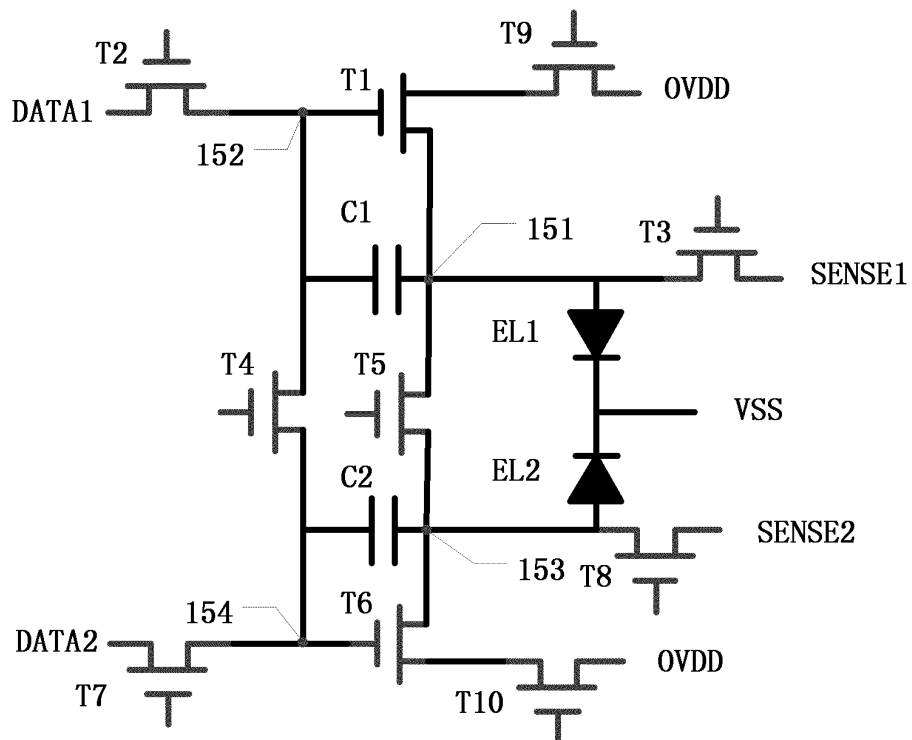 T2
T9
DATA1
T1
OVDD
152
C1
151
T3
SENSE1
EL1
T4
T5
VSS
EL2
C2
SENSE2
153
T8
154
T6
DATA2
OVDD
T7
T10